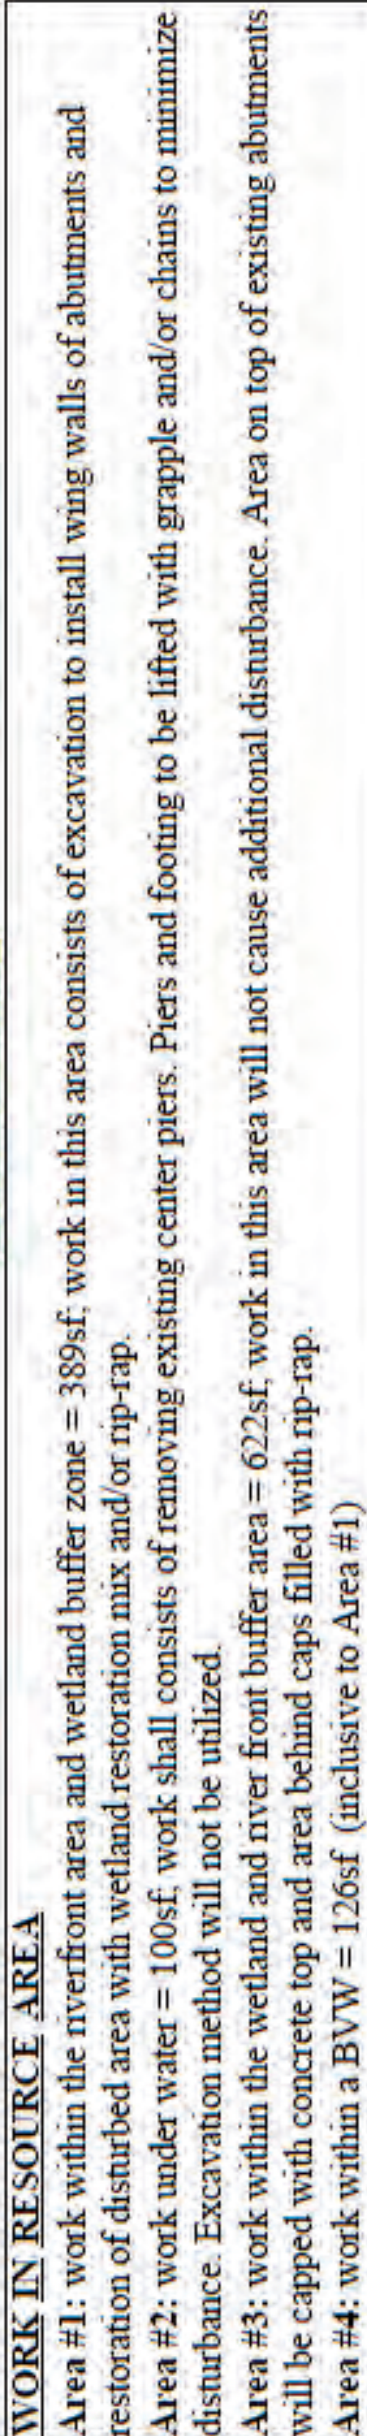 WORK IN RESOURCE AREA
Area #1: work within the riverfront area and wetland buffer zone = 389sf; work in this area consists of excavation to install wing walls of abutments and
restoration of disturbed area with wetland restoration mix and/or rip-rap.
Area #2: work under water = 100sf; work shall consists of removing existing center piers. Piers and footing to be lifted with grapple and/or chains to minimize
disturbance. Excavation method will not be utilized.
Area #3: work within the wetland and river front buffer area = 622sf; work in this area will not cause additional disturbance. Area on top of existing abutments
will be capped with concrete top and area behind caps filled with rip-rap.
Area #4: work within a BVW = 126sf (inclusive to Area #1)